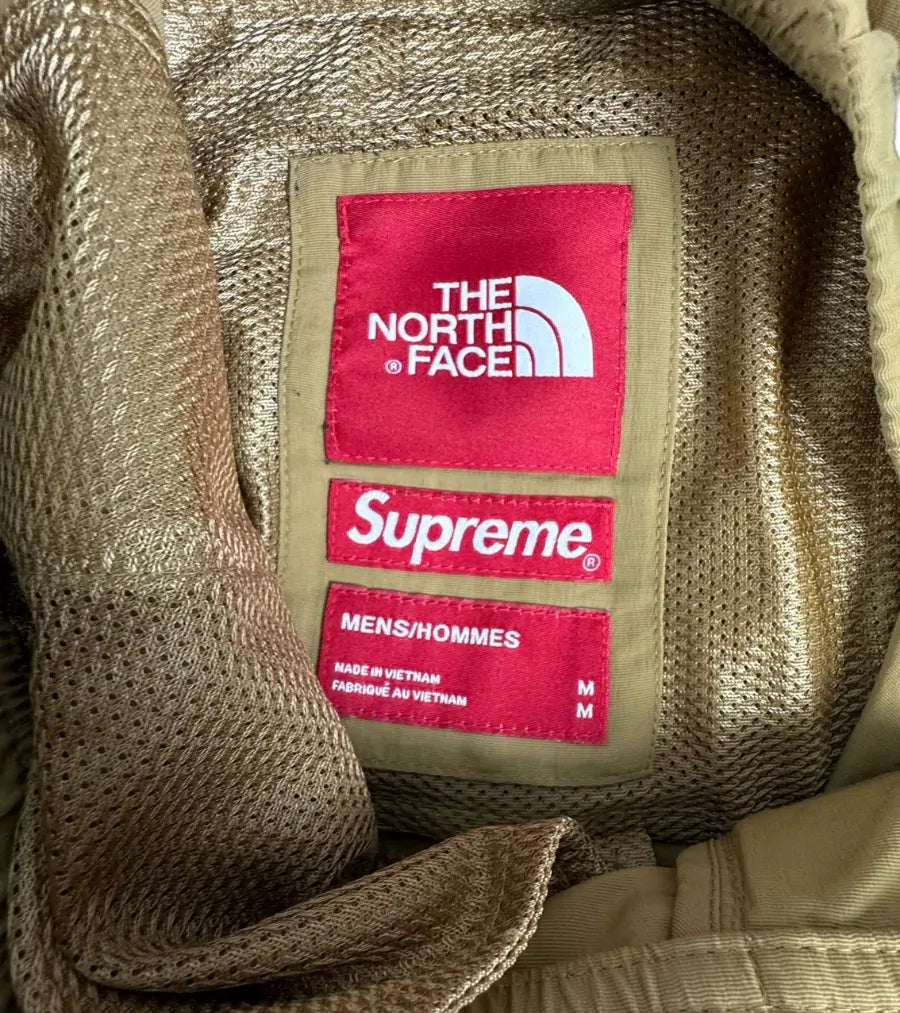 THE
NORTH
® FACE
Supreme®
MENS/HOMMES
MADE IN VIETNAM M
FABRIQUÉ AU VIETNAM M